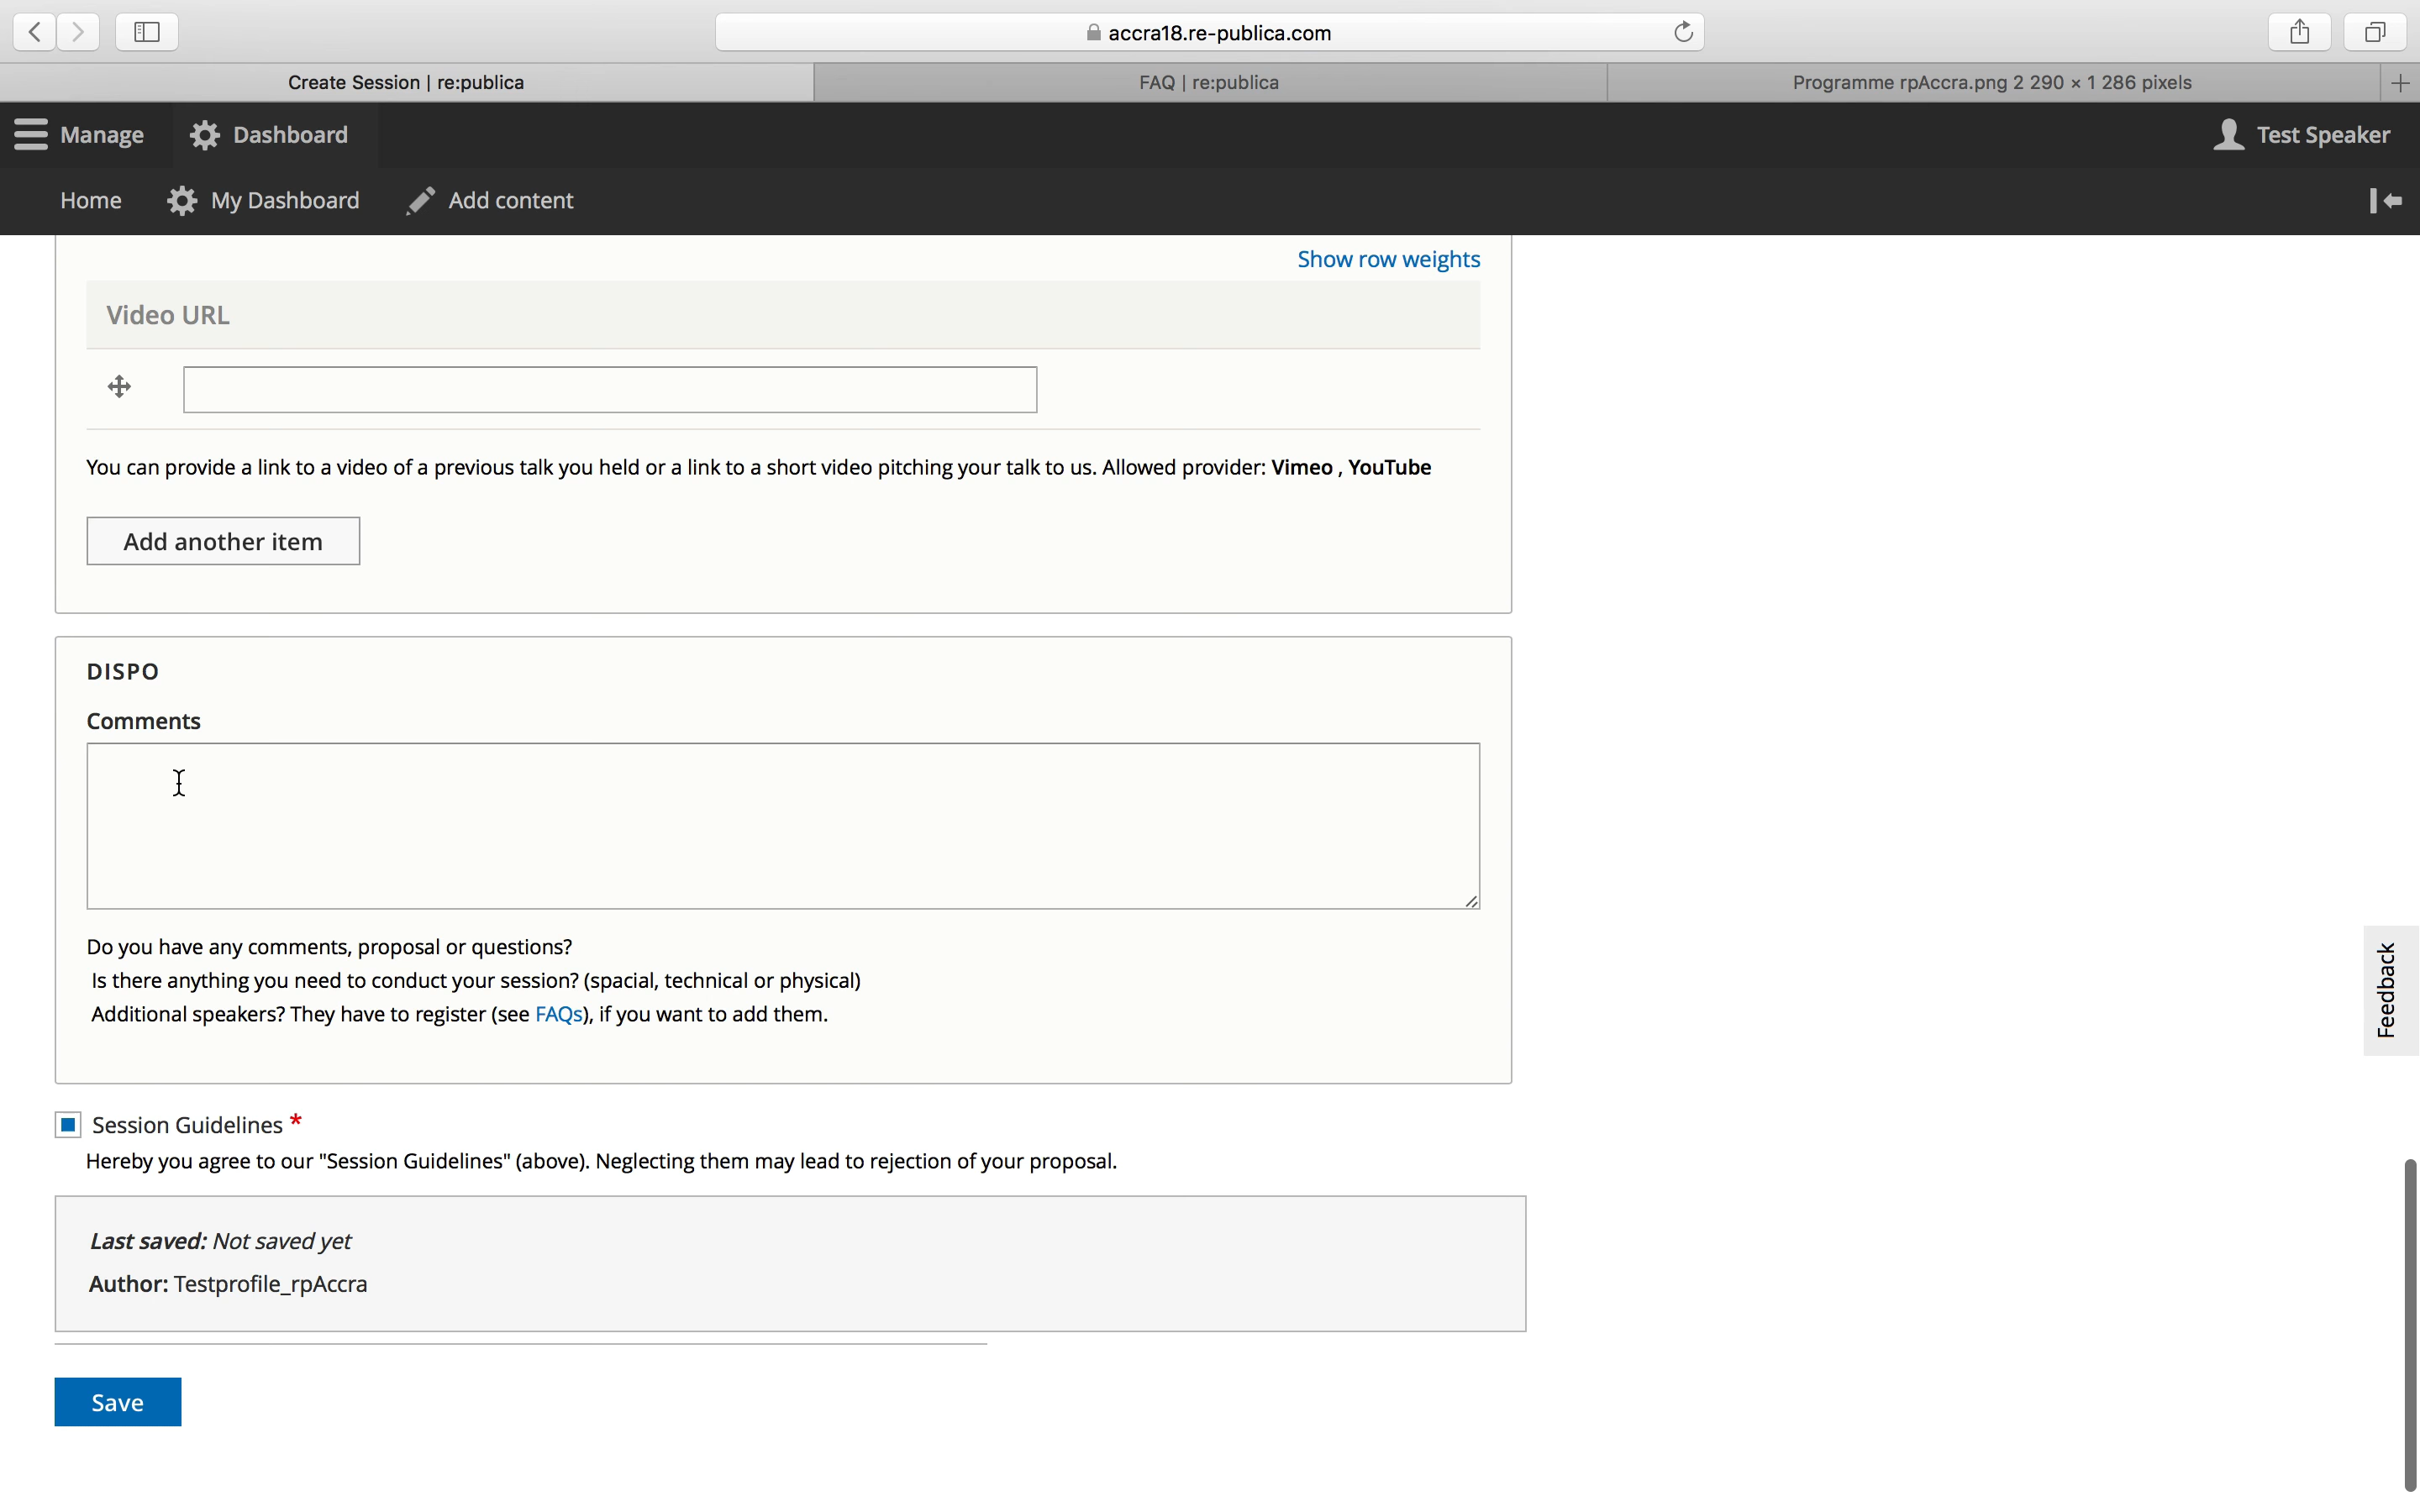 accra18.re-publica.com
Create Session | re:publica
FAQ | re:publica
Programme rpAccra.png 2 290 × 1 286 pixels
Manage
Dashboard
Test Speaker
Home
My Dashboard
Add content
Show row weights
Video URL
You can provide a link to a video of a previous talk you held or a link to a short video pitching your talk to us. Allowed provider: Vimeo , YouTube
Add another item
DISPO
Comments
Do you have any comments, proposal or questions?
Is there anything you need to conduct your session? (spacial, technical or physical)
Additional speakers? They have to register (see FAQs), if you want to add them.
Feedback
Session Guidelines *
Hereby you agree to our "Session Guidelines" (above). Neglecting them may lead to rejection of your proposal.
Last saved: Not saved yet
Author: Testprofile_rpAccra
Save